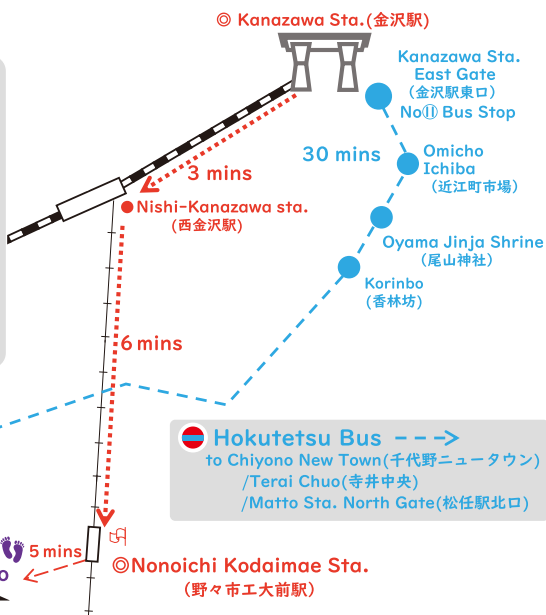 ◎ Kanazawa Sta.(金沢駅)
Kanazawa Sta.
East Gate
(金沢駅東口)
No⑪ Bus Stop
30 mins
Omicho
Ichiba
(近江町市場)
3 mins
Nishi-Kanazawa sta.
(西金沢駅)
Oyama Jinja Shrine
(尾山神社)
Korinbo
(香林坊)
6 mins
Hokutetsu Bus
to Chiyono New Town(千代野ニュータウン)
/Terai Chuo(寺井中央)
/Matto Sta. North Gate(松任駅北口)
5 mins
◎Nonoichi Kodaimae Sta.
(野々市工大前駅)